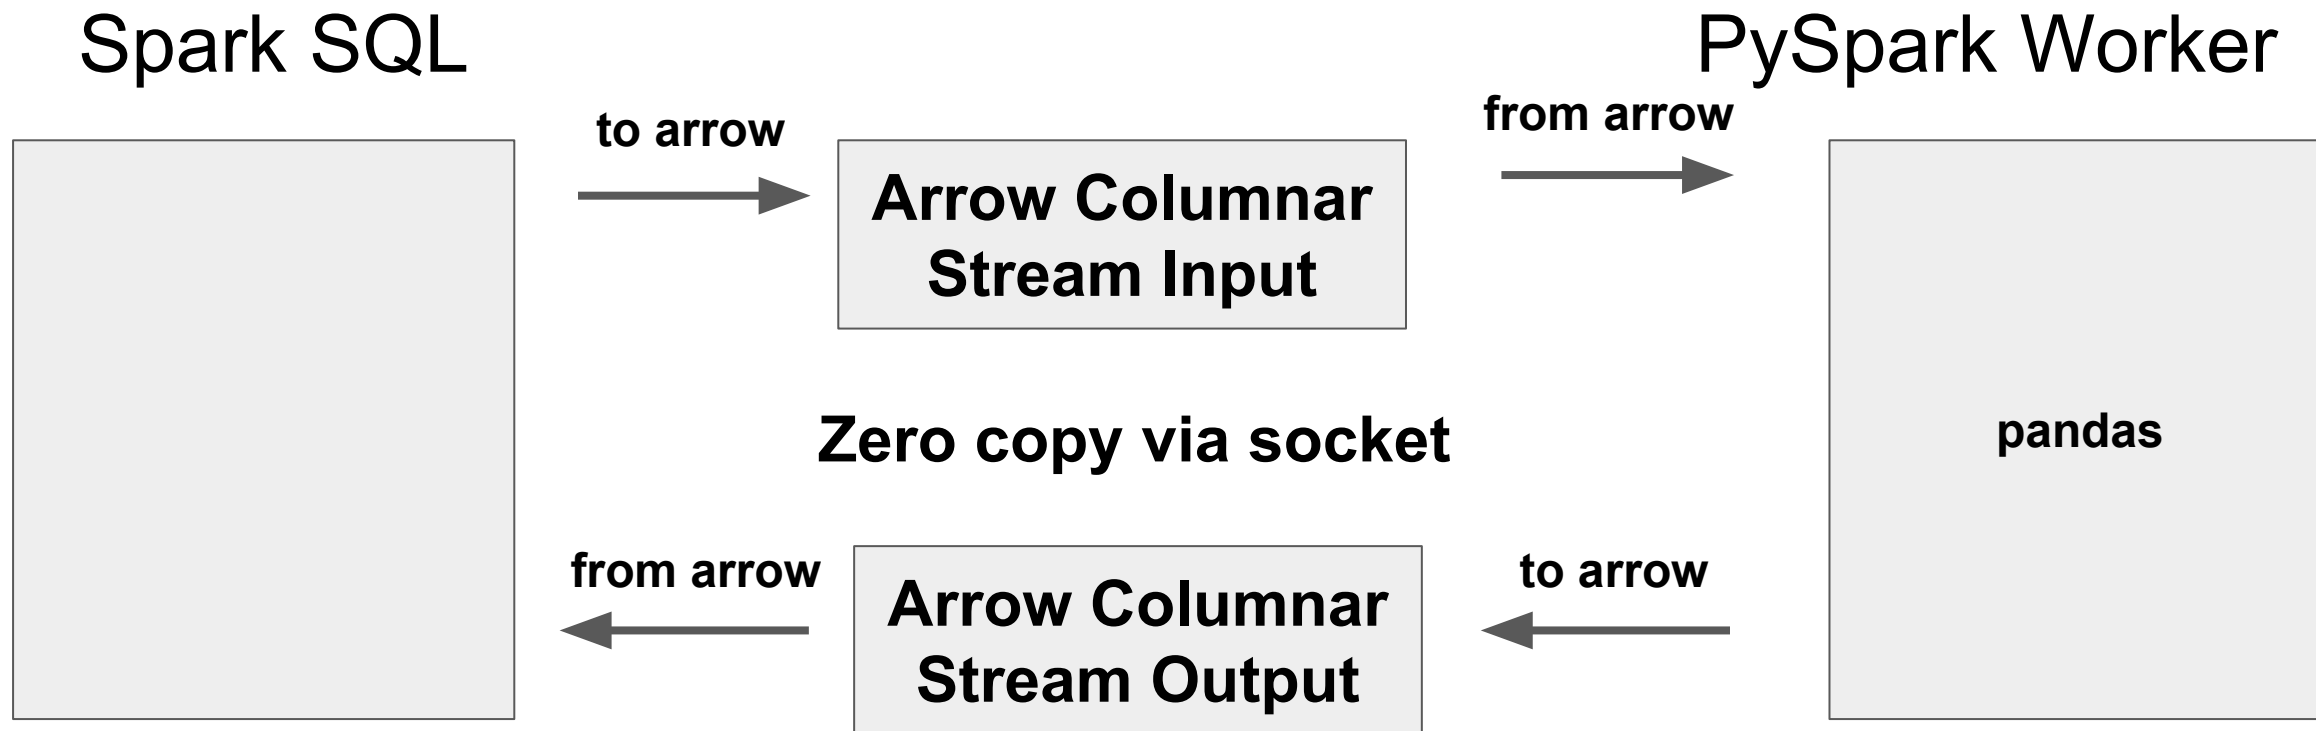 Spark SQL
PySpark Worker
to arrow
from arrow
Arrow Columnar
Stream Input
Zero copy via socket
pandas
from arrow
to arrow
Arrow Columnar
Stream Output